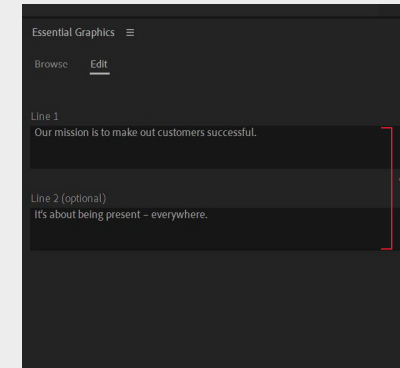 Essential Graphics
Browse Edit
Line 1
Our mission is to make out customers successful.
Line 2 (optional)
It's about being present – everywhere.